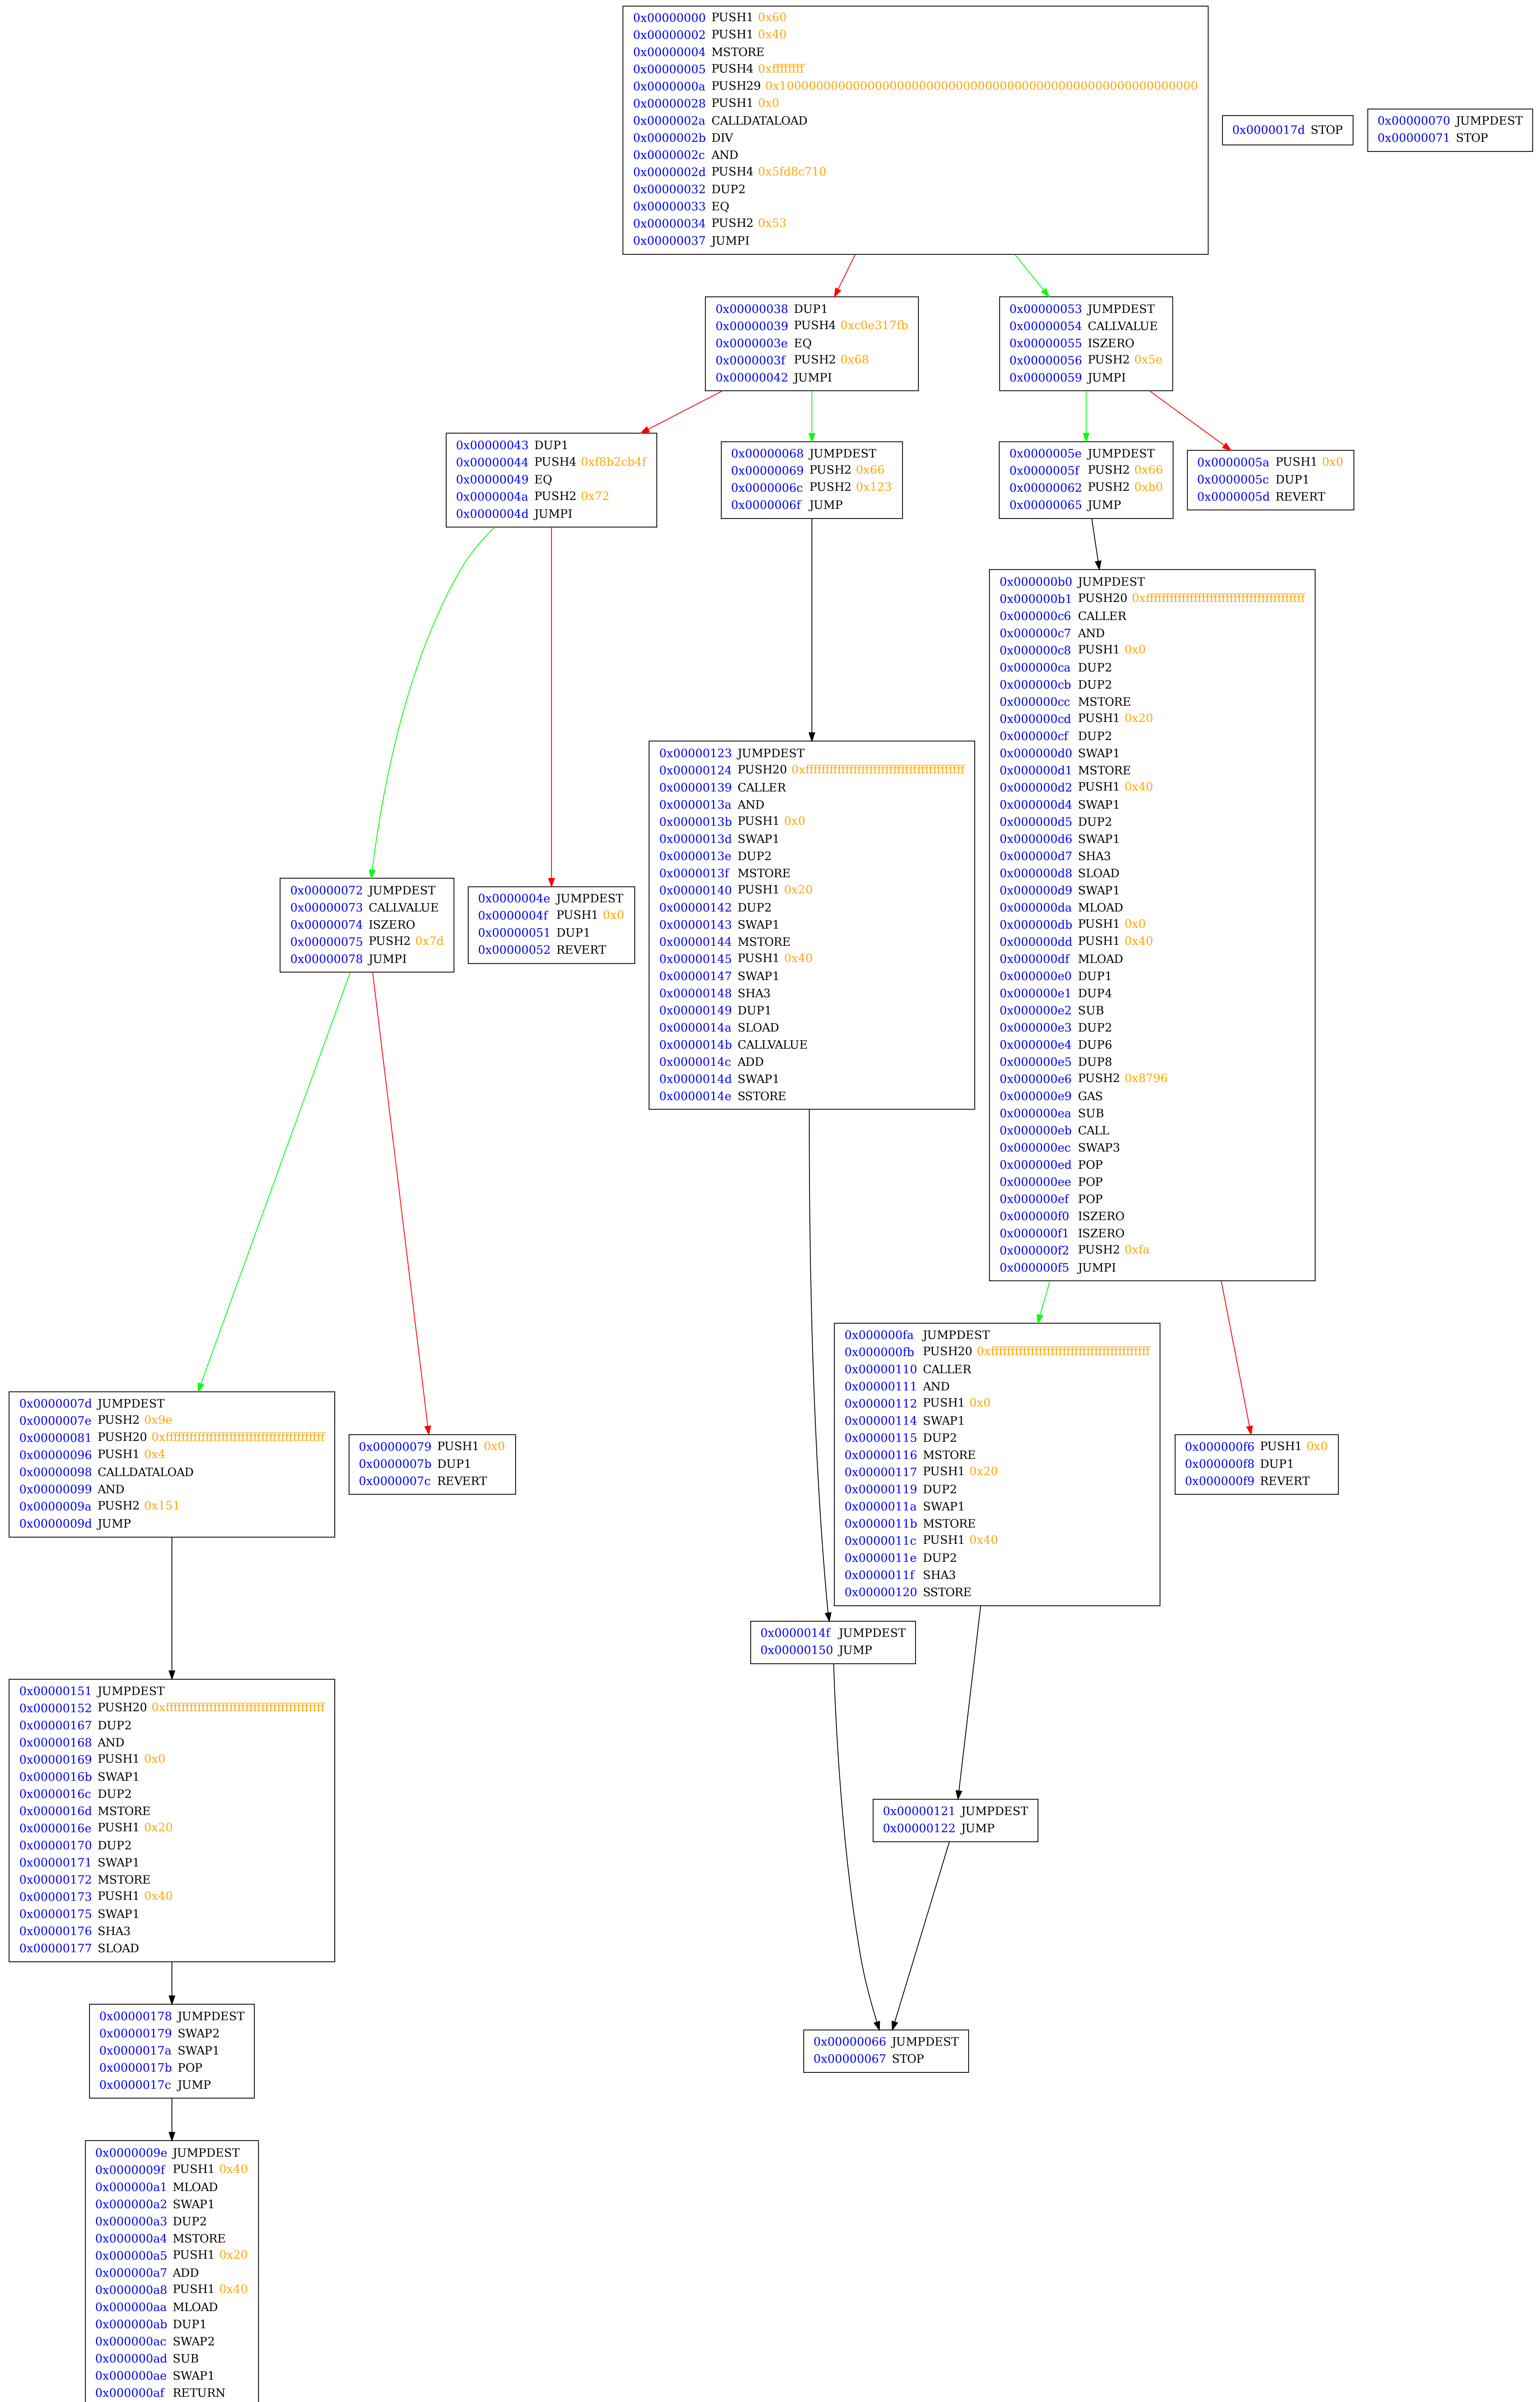 0x00000000 PUSH1 0x60
0x00000002 PUSH1 0x40
0x00000004 MSTORE
0x00000005 PUSH4 0xffffffff
0x0000000a PUSH29 0x100000000000000000000000000000000000000000000000000000000
0x00000028 PUSH1 0x0
0x0000002a CALLDATALOAD
0x0000002b DIV
0x0000002c AND
0x0000002d PUSH4 0x5fd8c710
0x00000032 DUP2
0x00000033 EQ
0x00000034 PUSH2 0x53
0x00000037 JUMPI
0x0000017d STOP
0x00000070 JUMPDEST
0x00000071 STOP
0x00000038 DUP1
0x00000039 PUSH4 0xc0e317fb
0x0000003e EQ
0x0000003f PUSH2 0x68
0x00000042 JUMPI
0x00000053 JUMPDEST
0x00000054 CALLVALUE
0x00000055 ISZERO
0x00000056 PUSH2 0x5e
0x00000059 JUMPI
0x00000043 DUP1
0x00000044 PUSH4 0xf8b2cb4f
0x00000049 EQ
0x0000004a PUSH2 0x72
0x0000004d JUMPI
0x00000068 JUMPDEST
0x00000069 PUSH2 0x66
0x0000006c PUSH2 0x123
0x0000006f JUMP
0x0000005e JUMPDEST
0x0000005f PUSH2 0x66
0x00000062 PUSH2 0xb0
0x00000065 JUMP
0x0000005a PUSH1 0x0
0x0000005c DUP1
0x0000005d REVERT
0x000000b0 JUMPDEST
0x000000b1 PUSH20 0xffffffffffffffffffffffffffffffffffffffff
0x000000c6 CALLER
0x000000c7 AND
0x000000c8 PUSH1 0x0
0x000000ca DUP2
0x000000cb DUP2
0x000000cc MSTORE
0x000000cd PUSH1 0x20
0x000000cf DUP2
0x000000d0 SWAP1
0x000000d1 MSTORE
0x000000d2 PUSH1 0x40
0x000000d4 SWAP1
0x000000d5 DUP2
0x000000d6 SWAP1
0x000000d7 SHA3
0x000000d8 SLOAD
0x000000d9 SWAP1
0x000000da MLOAD
0x000000db PUSH1 0x0
0x000000dd PUSH1 0x40
0x000000df MLOAD
0x000000e0 DUP1
0x000000e1 DUP4
0x000000e2 SUB
0x000000e3 DUP2
0x000000e4 DUP6
0x000000e5 DUP8
0x000000e6 PUSH2 0x8796
0x000000e9 GAS
0x000000ea SUB
0x000000eb CALL
0x000000ec SWAP3
0x000000ed POP
0x000000ee POP
0x000000ef POP
0x000000f0 ISZERO
0x000000f1 ISZERO
0x000000f2 PUSH2 0xfa
0x000000f5 JUMPI
0x00000123 JUMPDEST
0x00000124 PUSH20 0xffffffffffffffffffffffffffffffffffffffff
0x00000139 CALLER
0x0000013a AND
0x0000013b PUSH1 0x0
0x0000013d SWAP1
0x0000013e DUP2
0x0000013f MSTORE
0x00000140 PUSH1 0x20
0x00000142 DUP2
0x00000143 SWAP1
0x00000144 MSTORE
0x00000145 PUSH1 0x40
0x00000147 SWAP1
0x00000148 SHA3
0x00000149 DUP1
0x0000014a SLOAD
0x0000014b CALLVALUE
0x0000014c ADD
0x0000014d SWAP1
0x0000014e SSTORE
0x00000072 JUMPDEST
0x00000073 CALLVALUE
0x00000074 ISZERO
0x00000075 PUSH2 0x7d
0x00000078 JUMPI
0x0000004e JUMPDEST
0x0000004f PUSH1 0x0
0x00000051 DUP1
0x00000052 REVERT
0x000000fa JUMPDEST
0x000000fb PUSH20 0xffffffffffffffffffffffffffffffffffffffff
0x00000110 CALLER
0x00000111 AND
0x00000112 PUSH1 0x0
0x00000114 SWAP1
0x00000115 DUP2
0x00000116 MSTORE
0x00000117 PUSH1 0x20
0x00000119 DUP2
0x0000011a SWAP1
0x0000011b MSTORE
0x0000011c PUSH1 0x40
0x0000011e DUP2
0x0000011f SHA3
0x00000120 SSTORE
0x0000007d JUMPDEST
0x0000007e PUSH2 0x9e
0x00000081 PUSH20 0xffffffffffffffffffffffffffffffffffffffff
0x00000096 PUSH1 0x4
0x00000098 CALLDATALOAD
0x00000099 AND
0x0000009a PUSH2 0x151
0x0000009d JUMP
0x00000079 PUSH1 0x0
0x0000007b DUP1
0x0000007c REVERT
0x000000f6 PUSH1 0x0
0x000000f8 DUP1
0x000000f9 REVERT
0x0000014f JUMPDEST
0x00000150 JUMP
0x00000151 JUMPDEST
0x00000152 PUSH20 0xffffffffffffffffffffffffffffffffffffffff
0x00000167 DUP2
0x00000168 AND
0x00000169 PUSH1 0x0
0x0000016b SWAP1
0x0000016c DUP2
0x0000016d MSTORE
0x0000016e PUSH1 0x20
0x00000170 DUP2
0x00000171 SWAP1
0x00000172 MSTORE
0x00000173 PUSH1 0x40
0x00000175 SWAP1
0x00000176 SHA3
0x00000177 SLOAD
0x00000121 JUMPDEST
0x00000122 JUMP
0x00000178 JUMPDEST
0x00000179 SWAP2
0x0000017a SWAP1
0x0000017b POP
0x0000017c JUMP
0x00000066 JUMPDEST
0x00000067 STOP
0x0000009e JUMPDEST
0x0000009f PUSH1 0x40
0x000000a1 MLOAD
0x000000a2 SWAP1
0x000000a3 DUP2
0x000000a4 MSTORE
0x000000a5 PUSH1 0x20
0x000000a7 ADD
0x000000a8 PUSH1 0x40
0x000000aa MLOAD
0x000000ab DUP1
0x000000ac SWAP2
0x000000ad SUB
0x000000ae SWAP1
0x000000af RETURN